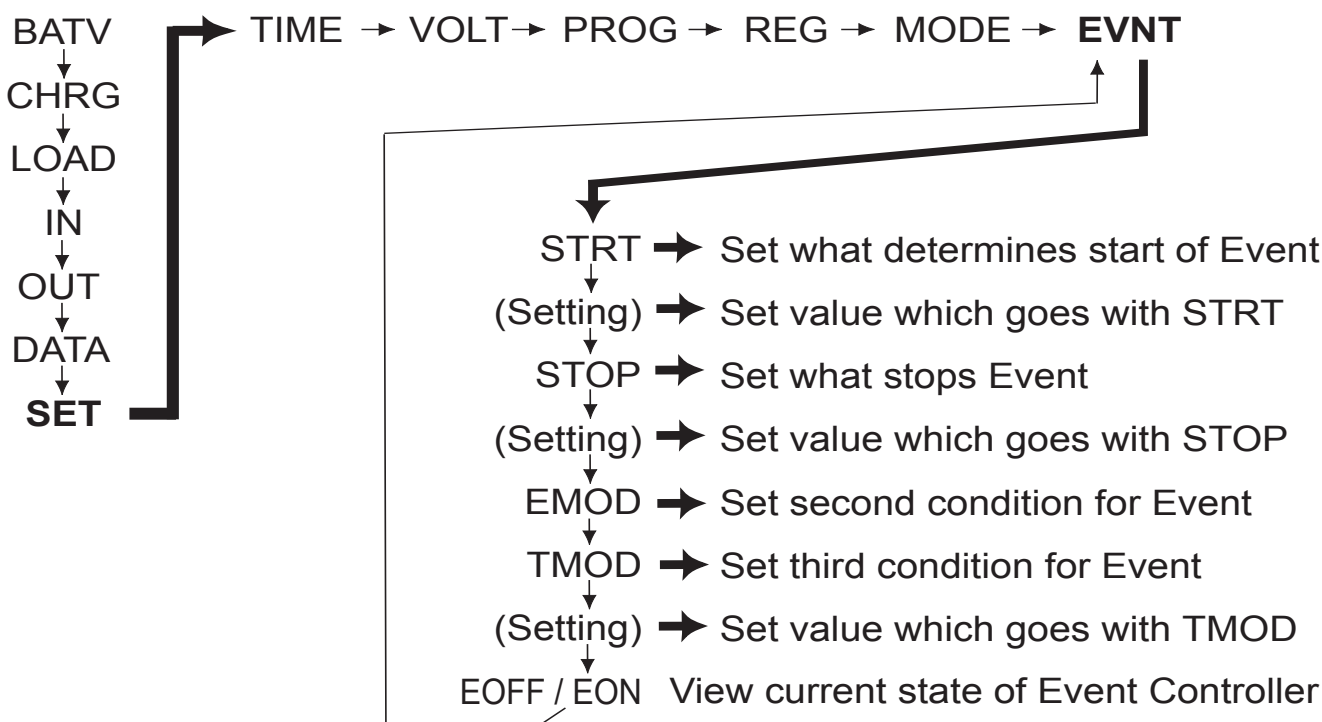 BATV
CHRG
LOAD
IN
OUT
DATA
SET
TIME VOLT PROG REG MODE EVNT
STRT Set what determines start of Event
(Setting) Set value which goes with STRT
STOP Set what stops Event
(Setting) Set value which goes with STOP
EMOD Set second condition for Event
TMOD Set third condition for Event
(Setting) Set value which goes with TMOD
EOFF / EON View current state of Event Controller